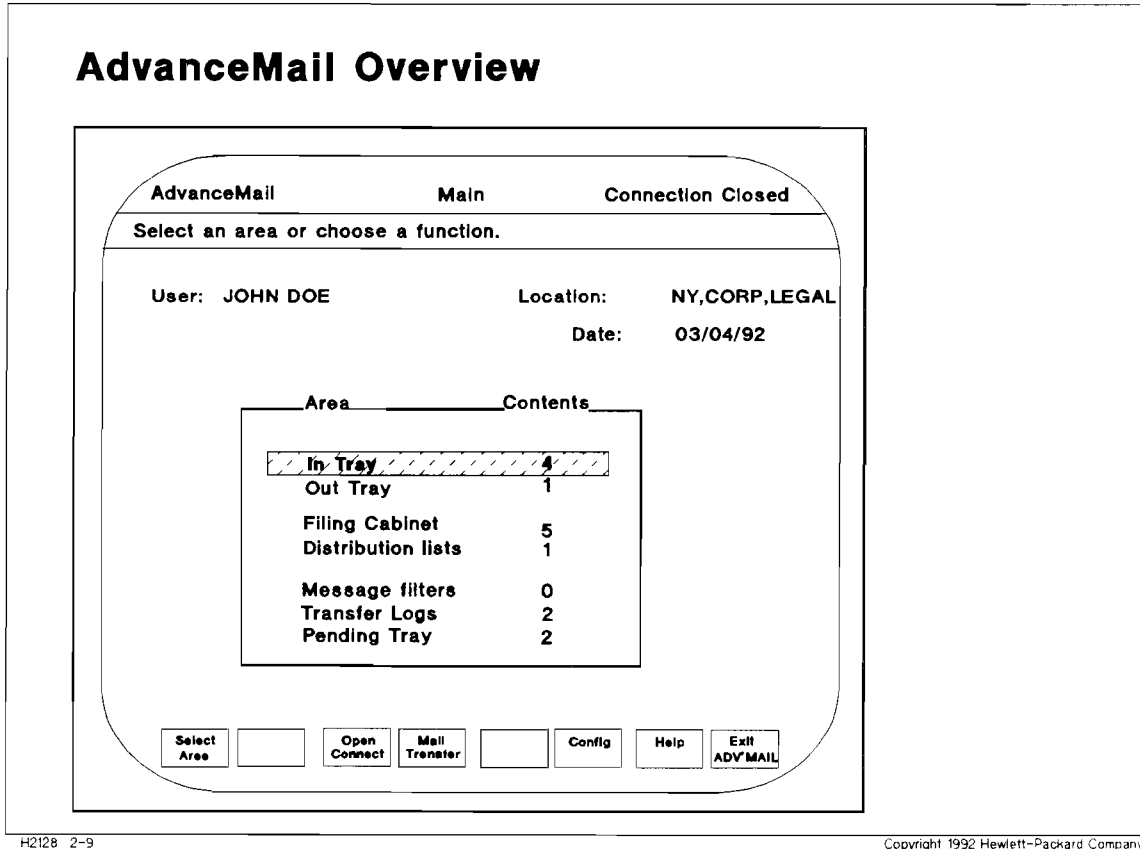 AdvanceMail Overview
AdvanceMail Main Connection Closed
Select an area or choose a function.
User: JOHN DOE Location: NY,CORP,LEGAL
Date: 03/04/92
Area Contents
In Tray 4
Out Tray 1
Filing Cabinet 5
Distribution lists 1
Message filters 0
Transfer Logs 2
Pending Tray 2
Select Area
Open Connect
Mail Transfer
Config
Help
Exit ADV'MAIL
H2128 2-9 Copyright 1992 Hewlett-Packard Company